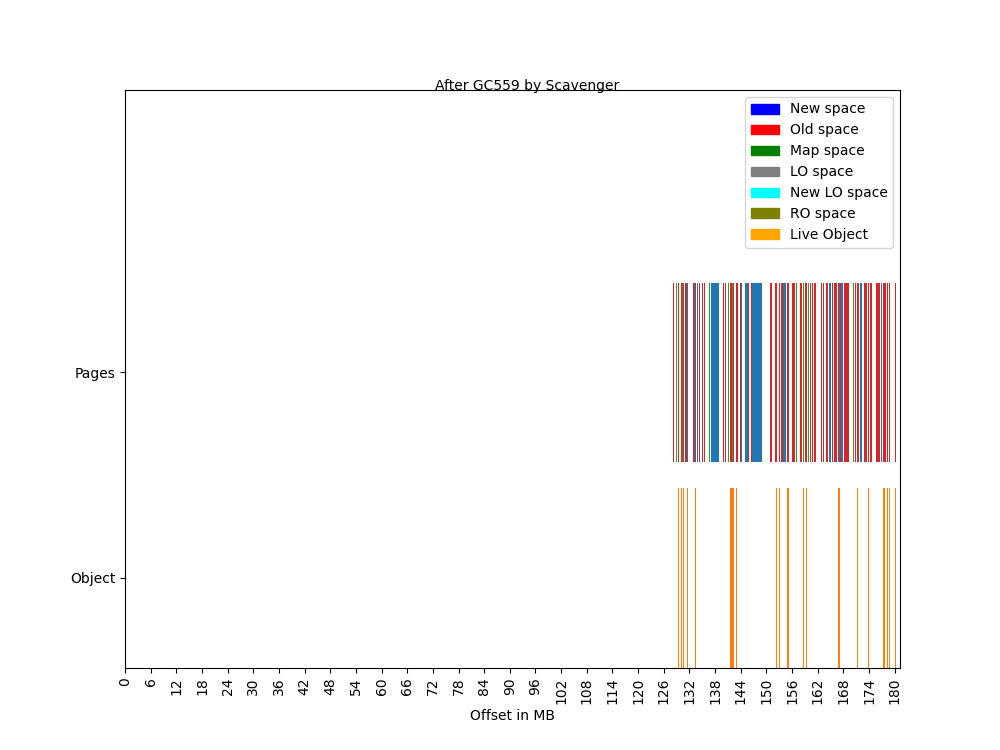 After GC559 by Scavenger
New space
Old space
Map space
LO space
New LO space
RO space
Live Object
Pages
Object
0 6 12 18 24 30 36 42 48 54 60 66 72 78 84 90 96 102 108 114 120 126 132 138 144 150 156 162 168 174 180
Offset in MB